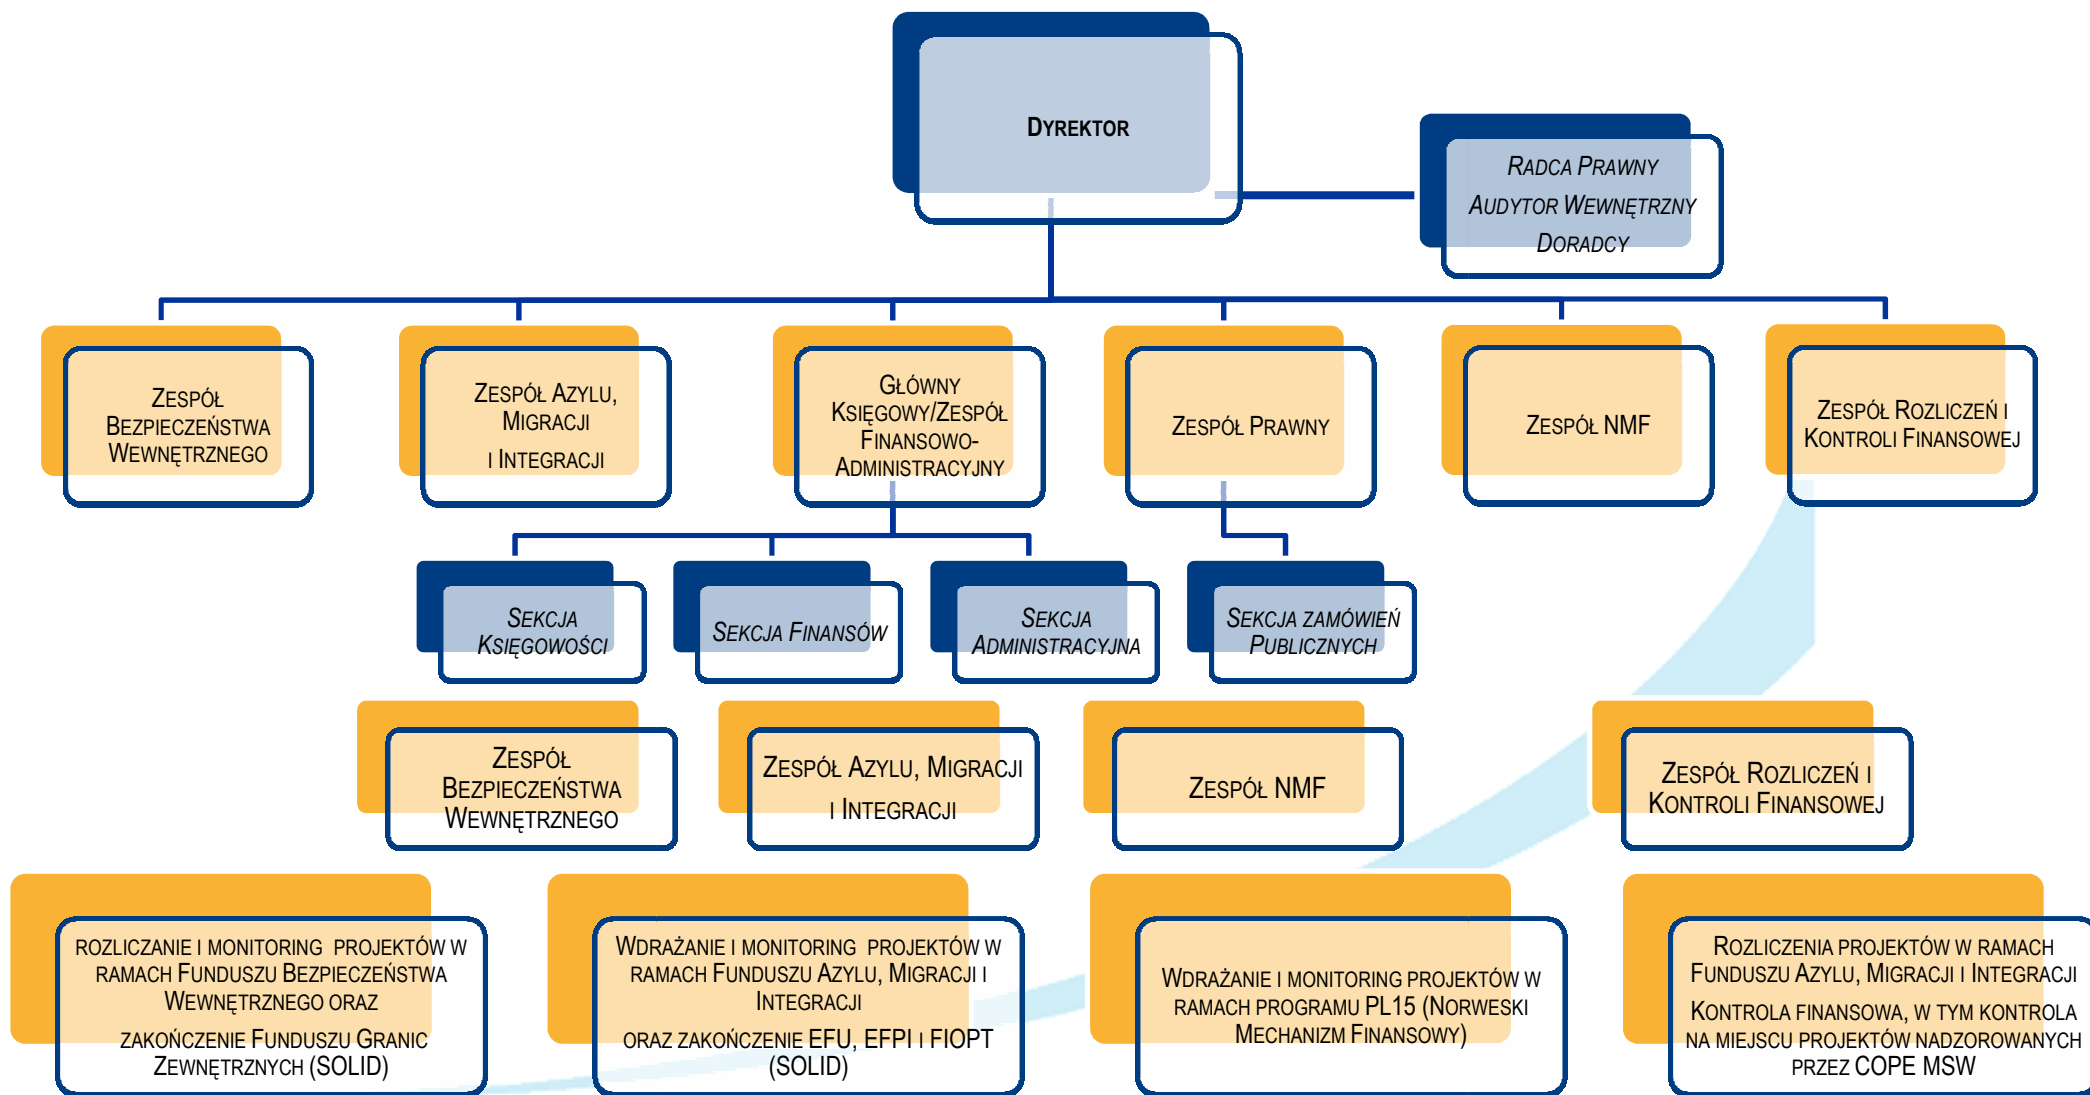 DYREKTOR
RADCA PRAWNY
AUDYTOR WEWNĘTRZNY
DORADCY
ZESPÓŁ
BEZPIECZEŃSTWA
WEWNĘTRZNEGO
ZESPÓŁ AZYLU,
MIGRACJI
I INTEGRACJI
GŁÓWNY
KSIĘGOWY/ZESPÓŁ
FINANSOWO-
ADMINISTRACYJNY
ZESPÓŁ PRAWNY
ZESPÓŁ NMF
ZESPÓŁ ROZLICZEŃ I
KONTROLI FINANSOWEJ
SEKCJA
KSIĘGOWOŚCI
SEKCJA FINANSÓW
SEKCJA
ADMINISTRACYJNA
SEKCJA ZAMÓWIEŃ
PUBLICZNYCH
ZESPÓŁ
BEZPIECZEŃSTWA
WEWNĘTRZNEGO
ZESPÓŁ AZYLU, MIGRACJI
I INTEGRACJI
ZESPÓŁ NMF
ZESPÓŁ ROZLICZEŃ I
KONTROLI FINANSOWEJ
ROZLICZANIE I MONITORING PROJEKTÓW W
RAMACH FUNDUSZU BEZPIECZEŃSTWA
WEWNĘTRZNEGO ORAZ
ZAKOŃCZENIE FUNDUSZU GRANIC
ZEWNĘTRZNYCH (SOLID)
WDRAŻANIE I MONITORING PROJEKTÓW W
RAMACH FUNDUSZU AZYLU, MIGRACJI I
INTEGRACJI
ORAZ ZAKOŃCZENIE EFU, EFPI I FIOPT
(SOLID)
WDRAŻANIE I MONITORING PROJEKTÓW W
RAMACH PROGRAMU PL15 (NORWESKI
MECHANIZM FINANSOWY)
ROZLICZENIA PROJEKTÓW W RAMACH
FUNDUSZU AZYLU, MIGRACJI I INTEGRACJI
KONTROLA FINANSOWA, W TYM KONTROLA
NA MIEJSCU PROJEKTÓW NADZOROWANYCH
PRZEZ COPE MSW